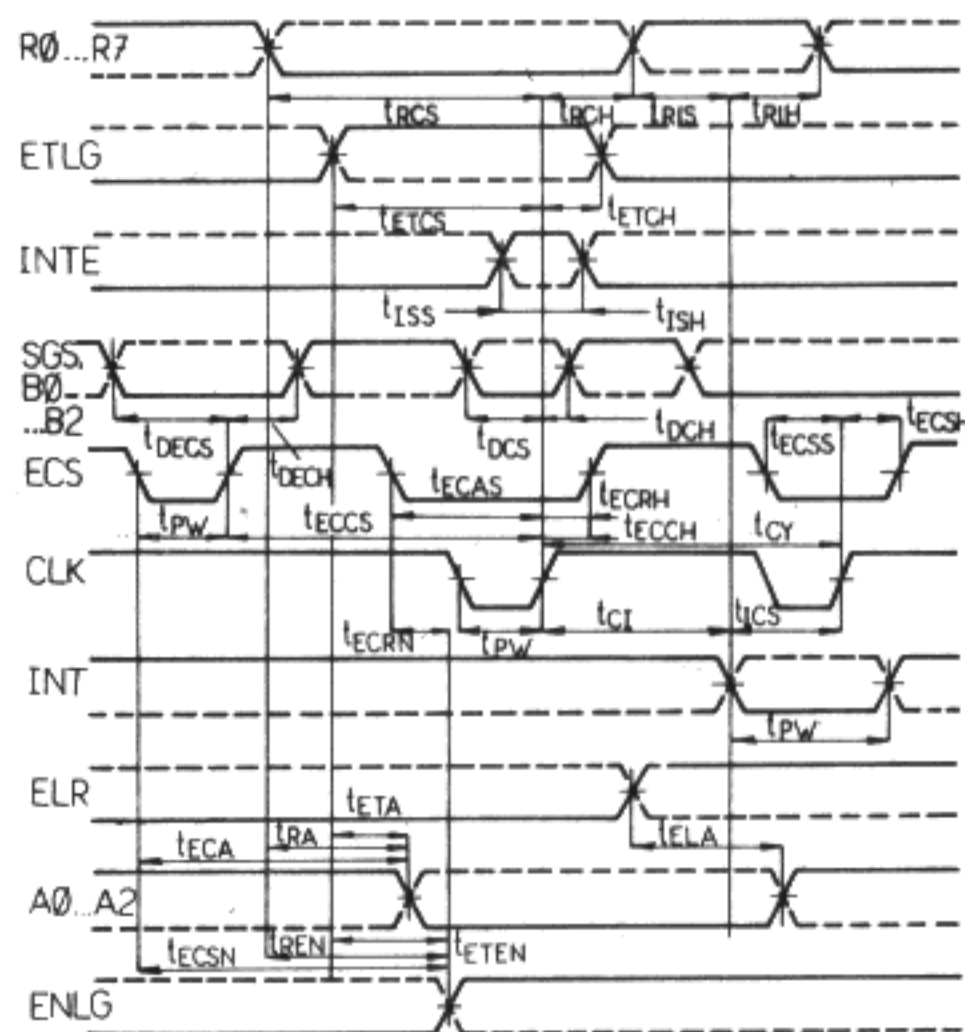 RØ...R7
tRCS tRCH tRIS tRIH
ETLG
tETCS tETCH
INTE
tISS tISH
SGS,
BØ
...B2
tDECS tDECH tDCS tDCH tECSS tECSH
ECS
tPW tECCS tECAS tECRH tECCH tCY
CLK
tECRN tPW tCI tICS
INT
tPW
ELR
tETA
tECA tRA tELA
AØ...A2
tECSN tREN tETEN
ENLG